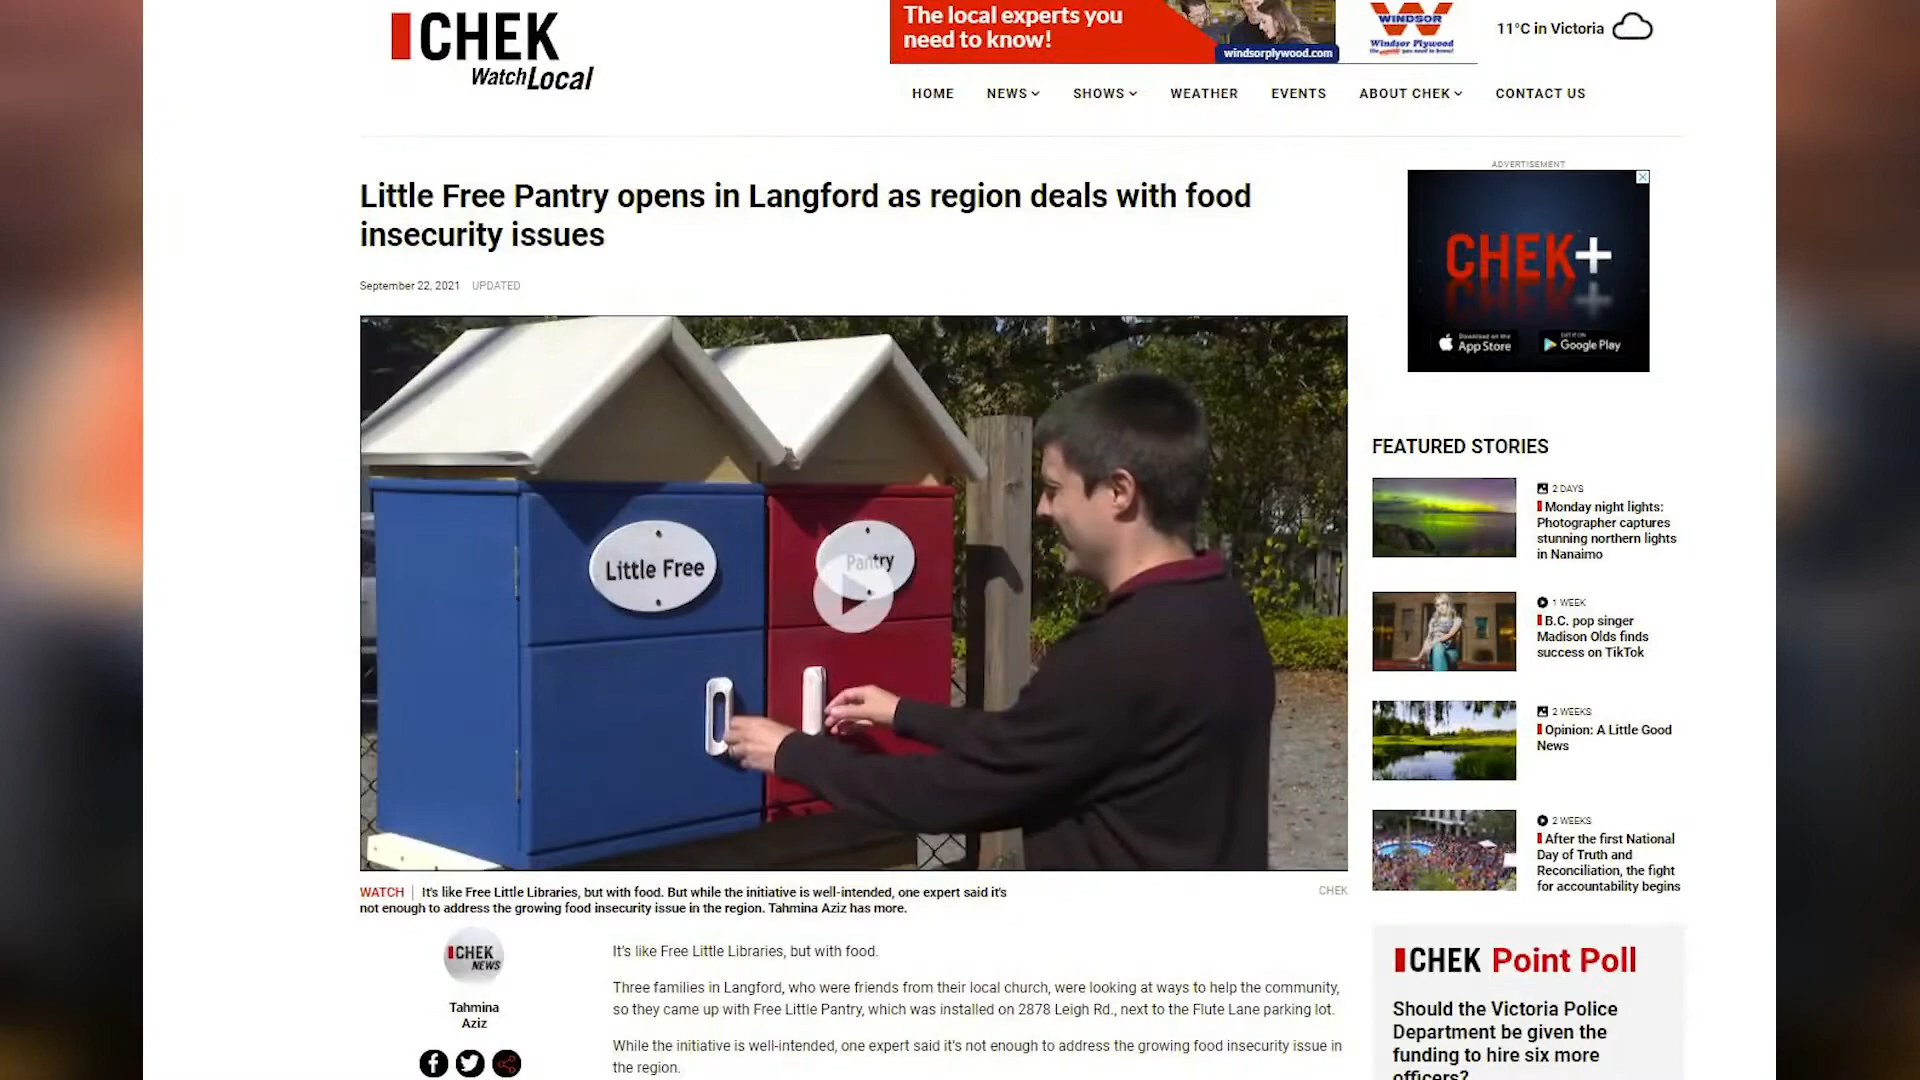 CHEK
Watch Local
The local experts you
need to know!
windsorplywood.com
WINDSOR
Windsor Plywood
11°C in Victoria
HOME NEWS SHOWS WEATHER EVENTS ABOUT CHEK CONTACT US
Little Free Pantry opens in Langford as region deals with food
insecurity issues
September 22, 2021 UPDATED
Little Free
Pantry
WATCH | It's like Free Little Libraries, but with food. But while the initiative is well-intended, one expert said it's
not enough to address the growing food insecurity issue in the region. Tahmina Aziz has more.
CHEK
CHEK
NEWS
Tahmina
Aziz
It's like Free Little Libraries, but with food.
Three families in Langford, who were friends from their local church, were looking at ways to help the community,
so they came up with Free Little Pantry, which was installed on 2878 Leigh Rd., next to the Flute Lane parking lot.
While the initiative is well-intended, one expert said it's not enough to address the growing food insecurity issue in
the region.
ADVERTISEMENT
CHEK+
Download on the
App Store
GET IT ON
Google Play
FEATURED STORIES
2 DAYS
Monday night lights:
Photographer captures
stunning northern lights
in Nanaimo
1 WEEK
B.C. pop singer
Madison Olds finds
success on TikTok
2 WEEKS
Opinion: A Little Good
News
2 WEEKS
After the first National
Day of Truth and
Reconciliation, the fight
for accountability begins
CHEK Point Poll
Should the Victoria Police
Department be given the
funding to hire six more
officers?